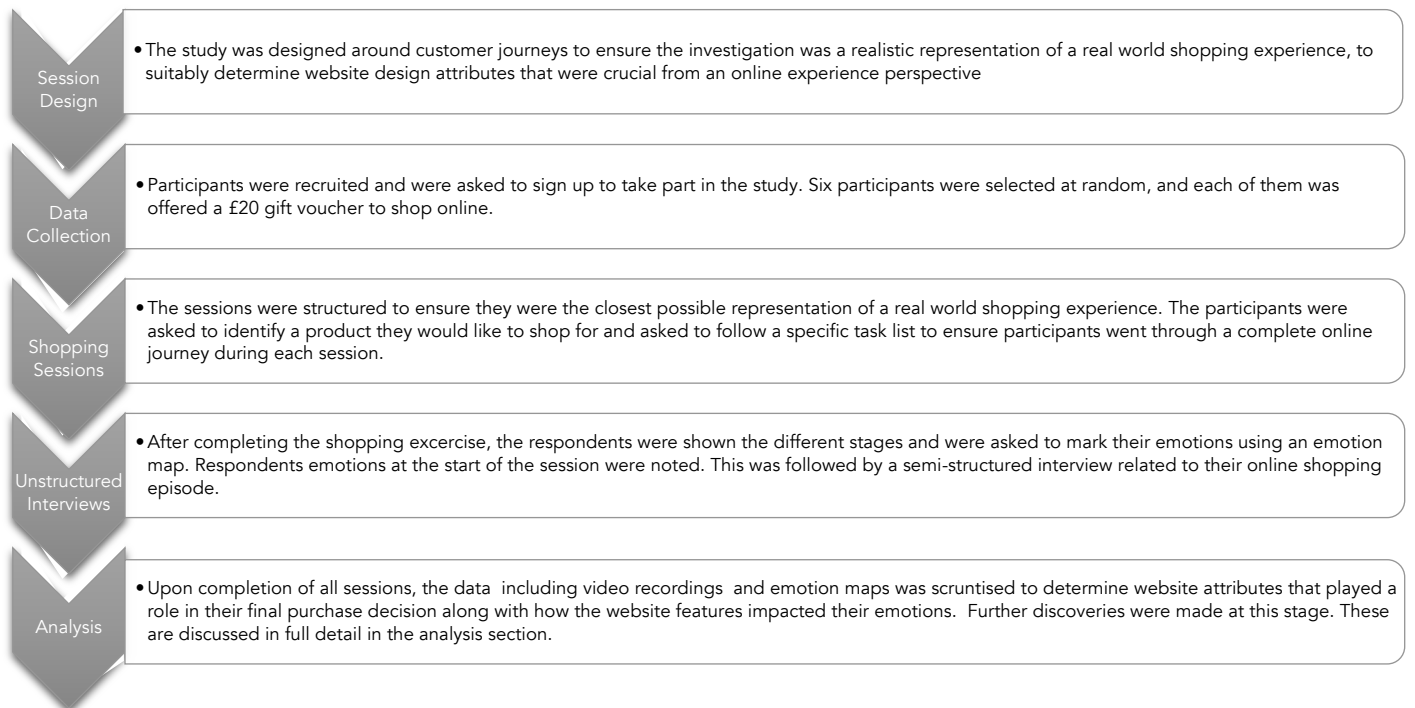 Session
Design
•The study was designed around customer journeys to ensure the investigation was a realistic representation of a real world shopping experience, to
suitably determine website design attributes that were crucial from an online experience perspective
Data
Collection
•Participants were recruited and were asked to sign up to take part in the study. Six participants were selected at random, and each of them was
offered a £20 gift voucher to shop online.
Shopping
Sessions
•The sessions were structured to ensure they were the closest possible representation of a real world shopping experience. The participants were
asked to identify a product they would like to shop for and asked to follow a specific task list to ensure participants went through a complete online
journey during each session.
Unstructured
Interviews
•After completing the shopping excercise, the respondents were shown the different stages and were asked to mark their emotions using an emotion
map. Respondents emotions at the start of the session were noted. This was followed by a semi-structured interview related to their online shopping
episode.
Analysis
•Upon completion of all sessions, the data including video recordings and emotion maps was scruntised to determine website attributes that played a
role in their final purchase decision along with how the website features impacted their emotions. Further discoveries were made at this stage. These
are discussed in full detail in the analysis section.